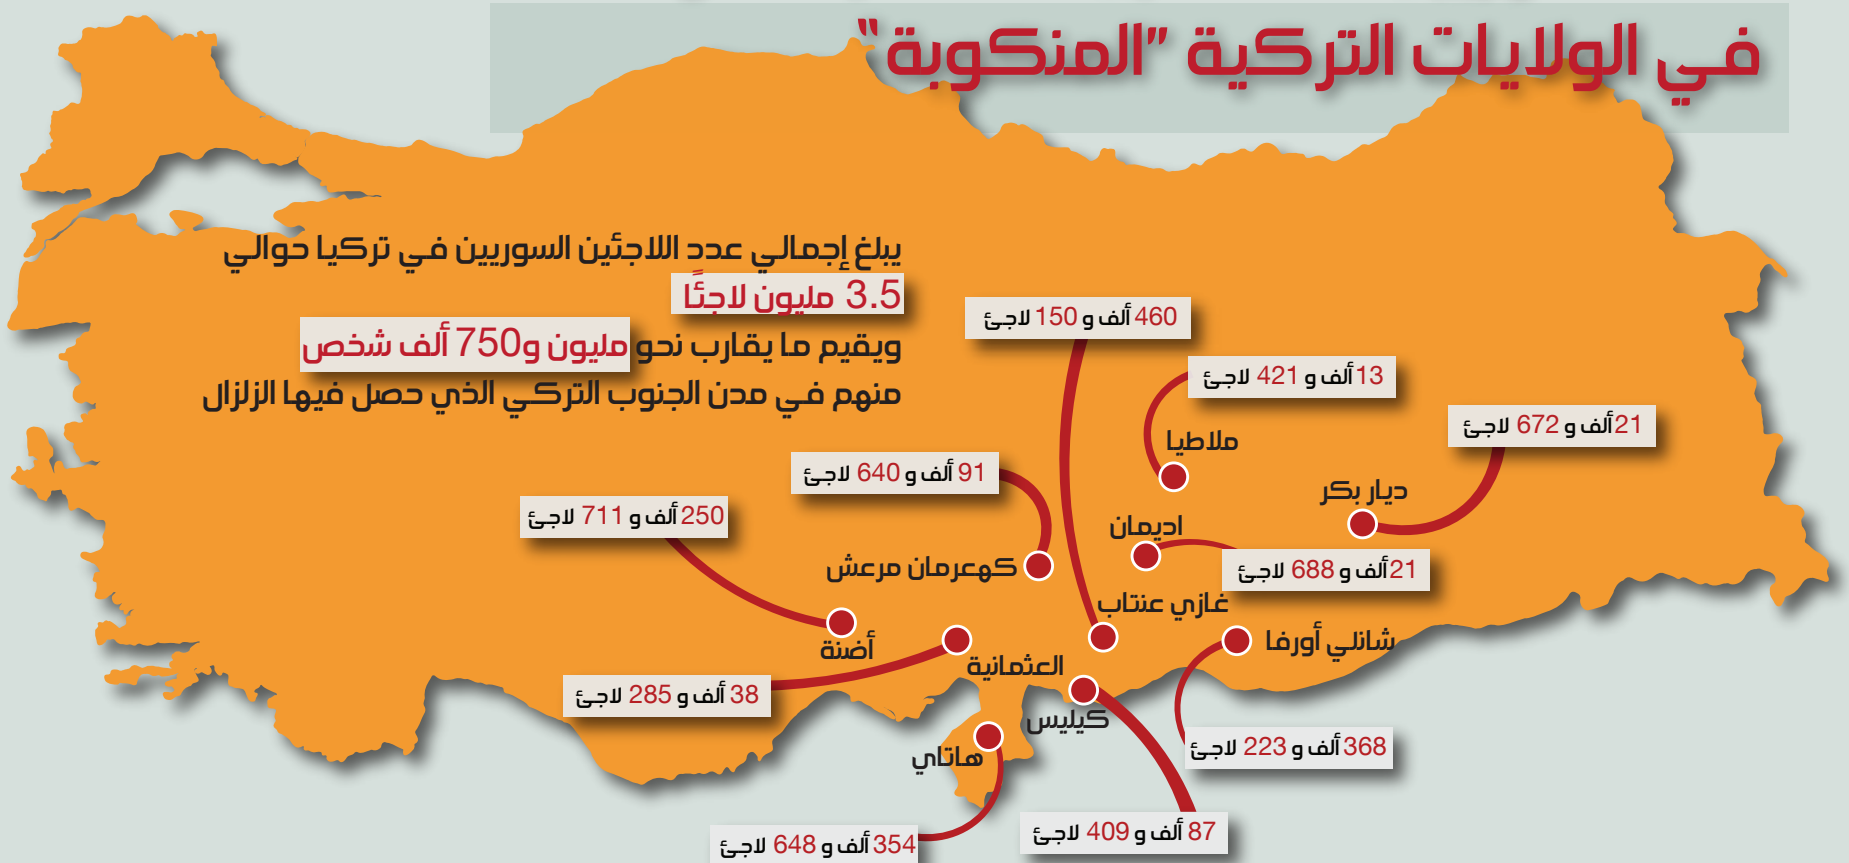 في الولايات التركية "المنكوبة"
يبلغ إجمالي عدد اللاجئين السوريين في تركيا حوالي
3.5 مليون لاجئًا
ويقيم ما يقارب نحو مليون و750 ألف شخص
منهم في مدن الجنوب التركي الذي حصل فيها الزلزال
460 ألف و 150 لاجئ
13 ألف و 421 لاجئ
ملاطيا
21 ألف و 672 لاجئ
ديار بكر
91 ألف و 640 لاجئ
كهعرمان مرعش
250 ألف و 711 لاجئ
أضنة
اديمان
21 ألف و 688 لاجئ
غازي عنتاب
شانلي أورفا
العثمانية
38 ألف و 285 لاجئ
كيليس
هاتاي
368 ألف و 223 لاجئ
87 ألف و 409 لاجئ
354 ألف و 648 لاجئ